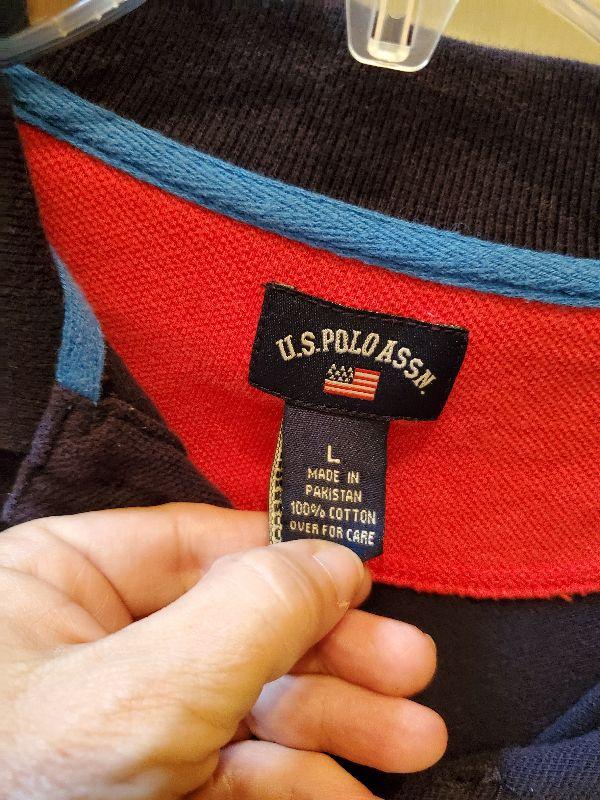 U.S. POLO ASSN.
L
MADE IN
PAKISTAN
100% COTTON
OVER FOR CARE